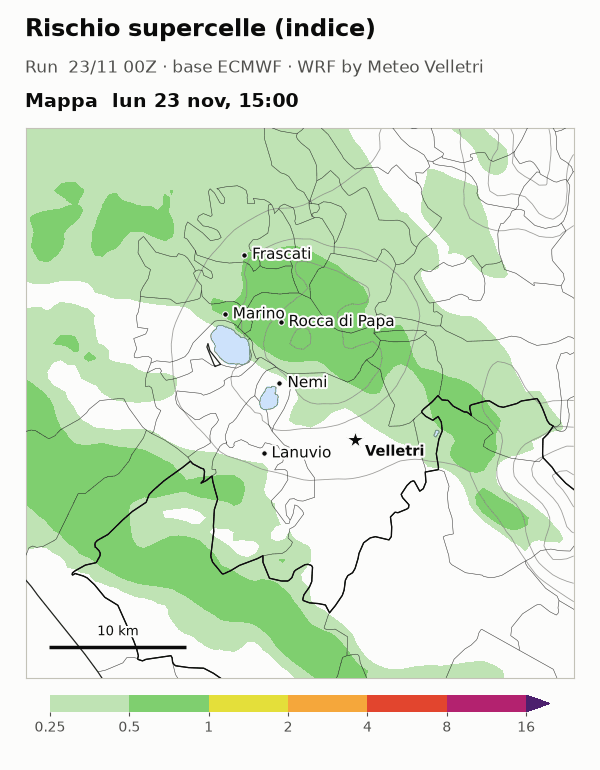 Rischio supercelle (indice)
Run  23/11 00Z · base ECMWF · WRF by Meteo Velletri
Mappa  lun 23 nov, 15:00
Frascati
Marino
Rocca di Papa
Nemi
Velletri
Lanuvio
10 km
0.25 0.5 1 2 4 8 16